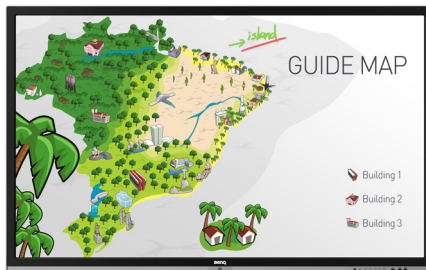 island
GUIDE MAP
Building 1
Building 2
Building 3
BenQ